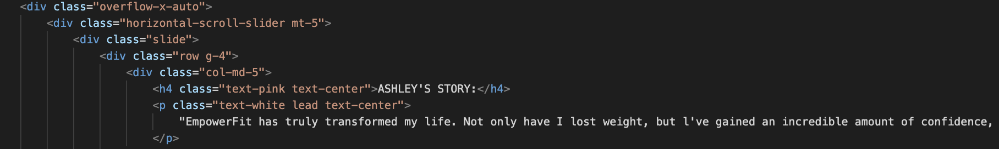 <div class="overflow-x-auto">
<div class="horizontal-scroll-slider mt-5">
<div class="slide">
<div class="row g-4">
<div class="col-md-5">
<h4 class="text-pink text-center">ASHLEY'S STORY:</h4>
<p class="text-white lead text-center">
"EmpowerFit has truly transformed my life. Not only have I lost weight, but l've gained an incredible amount of confidence,
</p>